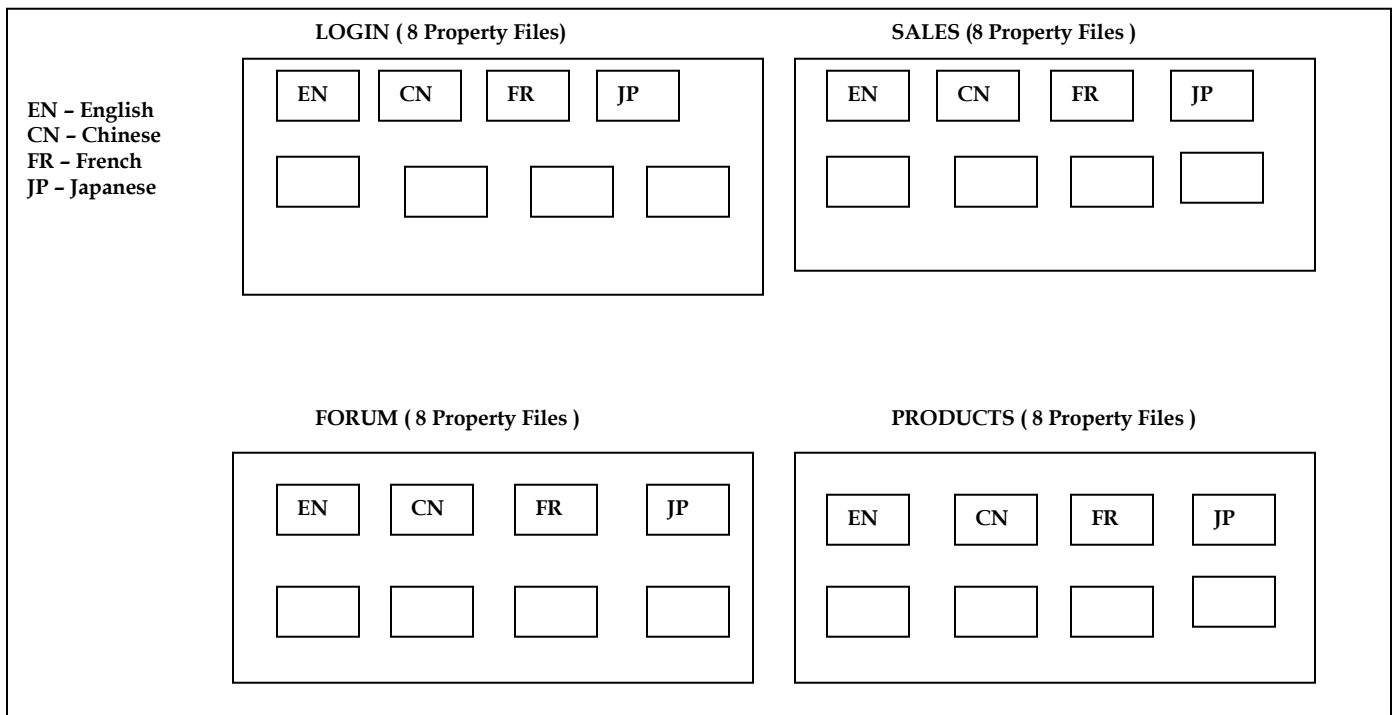 LOGIN ( 8 Property Files)
SALES (8 Property Files )
EN – English
CN – Chinese
FR – French
JP – Japanese
EN CN FR JP
EN CN FR JP
FORUM ( 8 Property Files )
PRODUCTS ( 8 Property Files )
EN CN FR JP
EN CN FR JP